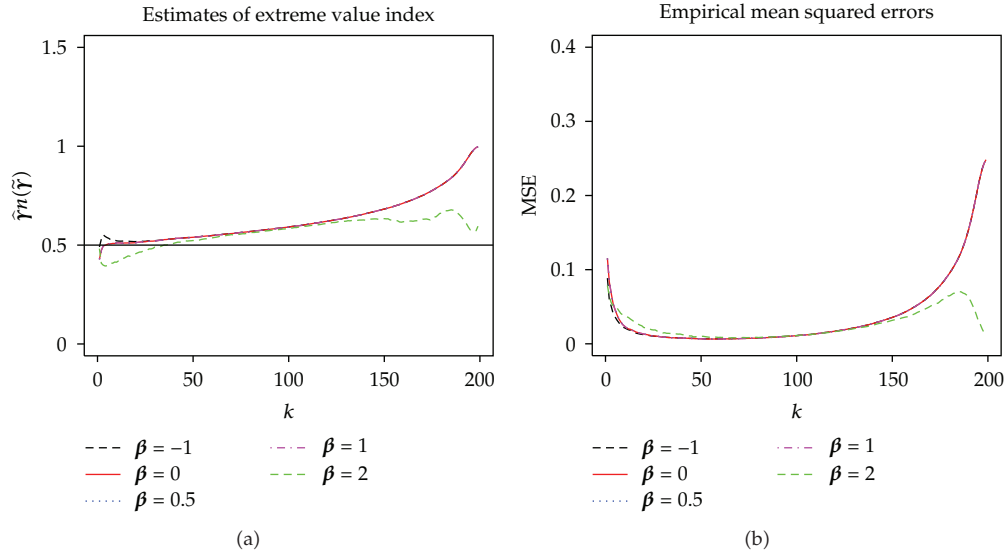 Estimates of extreme value index
1.5
1
0.5
0
γ̂n(γ̃)
0
50
100
150
200
k
β = −1
β = 0
β = 0.5
β = 1
β = 2
(a)
Empirical mean squared errors
0.4
0.3
0.2
0.1
0
MSE
0
50
100
150
200
k
β = −1
β = 0
β = 0.5
β = 1
β = 2
(b)